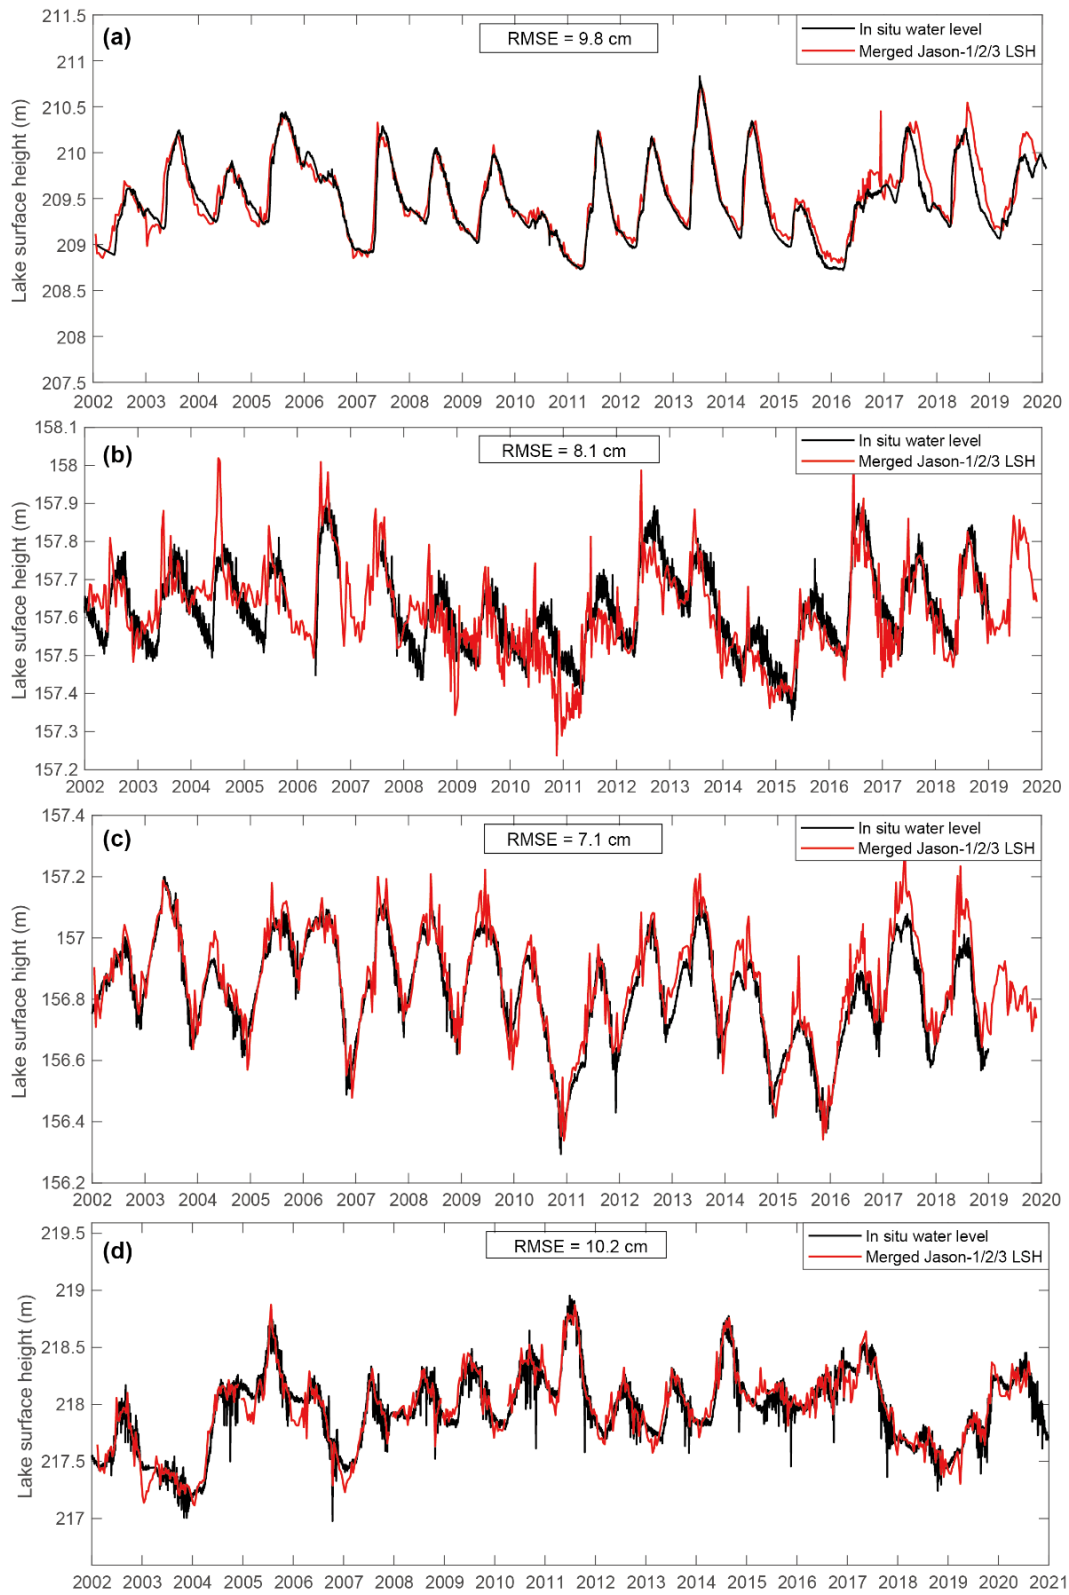 (a)
RMSE = 9.8 cm
In situ water level
Merged Jason-1/2/3 LSH
Lake surface height (m)
211.5
211
210.5
210
209.5
209
208.5
208
207.5
2002 2003 2004 2005 2006 2007 2008 2009 2010 2011 2012 2013 2014 2015 2016 2017 2018 2019 2020
(b)
RMSE = 8.1 cm
In situ water level
Merged Jason-1/2/3 LSH
Lake surface height (m)
158.1
158
157.9
157.8
157.7
157.6
157.5
157.4
157.3
157.2
2002 2003 2004 2005 2006 2007 2008 2009 2010 2011 2012 2013 2014 2015 2016 2017 2018 2019 2020
(c)
RMSE = 7.1 cm
In situ water level
Merged Jason-1/2/3 LSH
Lake surface hight (m)
157.4
157.2
157
156.8
156.6
156.4
156.2
2002 2003 2004 2005 2006 2007 2008 2009 2010 2011 2012 2013 2014 2015 2016 2017 2018 2019 2020
(d)
RMSE = 10.2 cm
In situ water level
Merged Jason-1/2/3 LSH
Lake surface height (m)
219.5
219
218.5
218
217.5
217
2002 2003 2004 2005 2006 2007 2008 2009 2010 2011 2012 2013 2014 2015 2016 2017 2018 2019 2020 2021